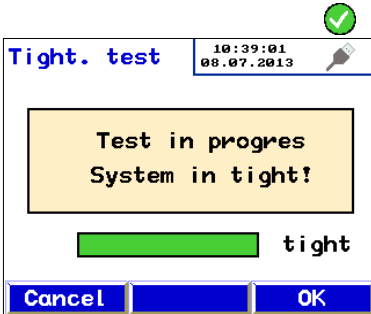 Tight. test
10:39:01
08.07.2013
Test in progres
System in tight!
tight
Cancel
OK